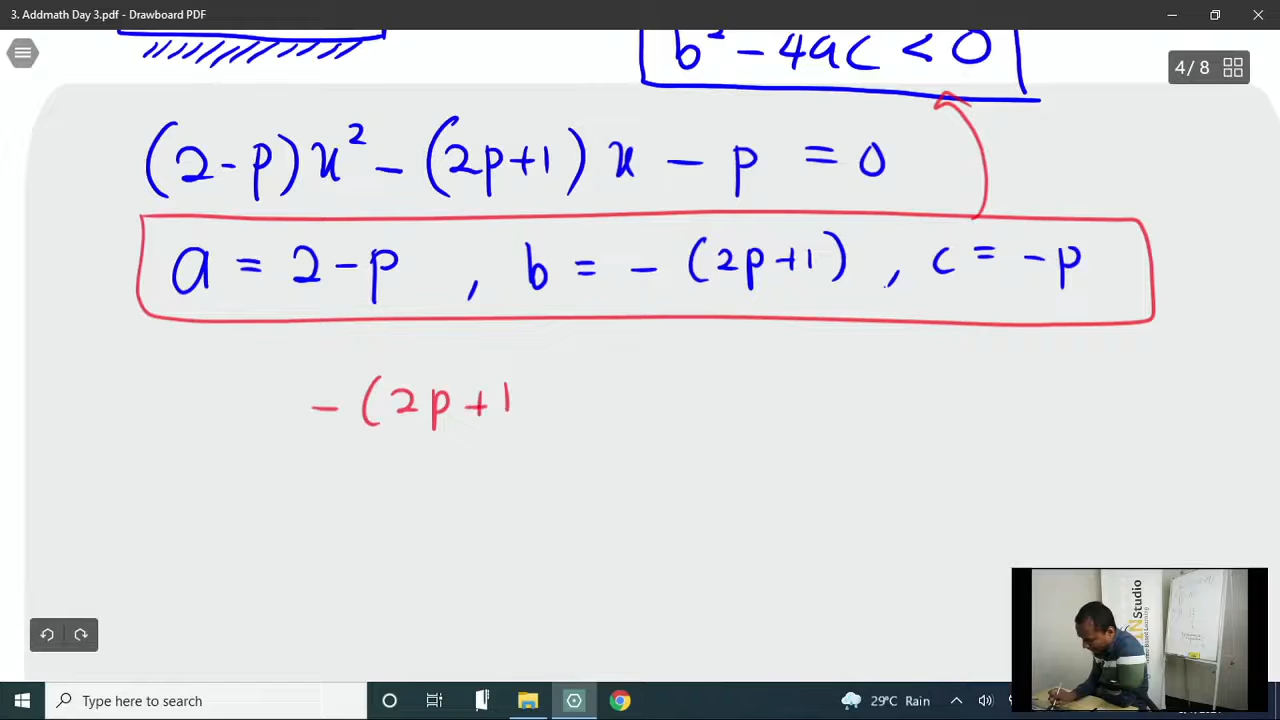 3. Addmath Day 3.pdf - Drawboard PDF
b² - 4ac < 0
4 / 8
(2-p)x² - (2p+1)x - p = 0
a = 2-p , b = -(2p+1) , c = -p
-(2p+1
Studio
Type here to search
29°C Rain